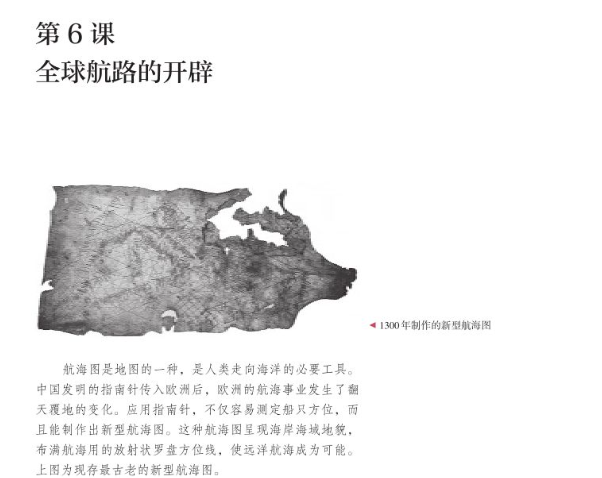 第 6 课
全球航路的开辟
◀ 1300 年制作的新型航海图
航海图是地图的一种，是人类走向海洋的必要工具。
中国发明的指南针传入欧洲后，欧洲的航海事业发生了翻
天覆地的变化。应用指南针，不仅容易测定船只方位，而
且能制作出新型航海图。这种航海图呈现海岸海域地貌，
布满航海用的放射状罗盘方位线，使远洋航海成为可能。
上图为现存最古老的新型航海图。